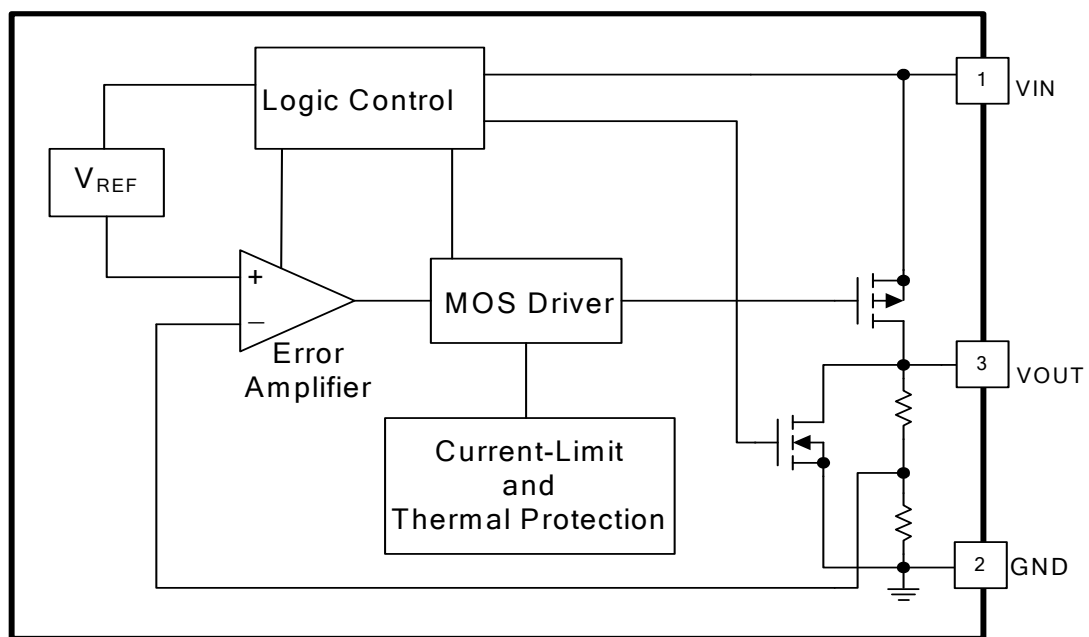 Logic Control
1
VIN
VREF
+
MOS Driver
–
Error
Amplifier
3
VOUT
Current-Limit
and
Thermal Protection
2
GND